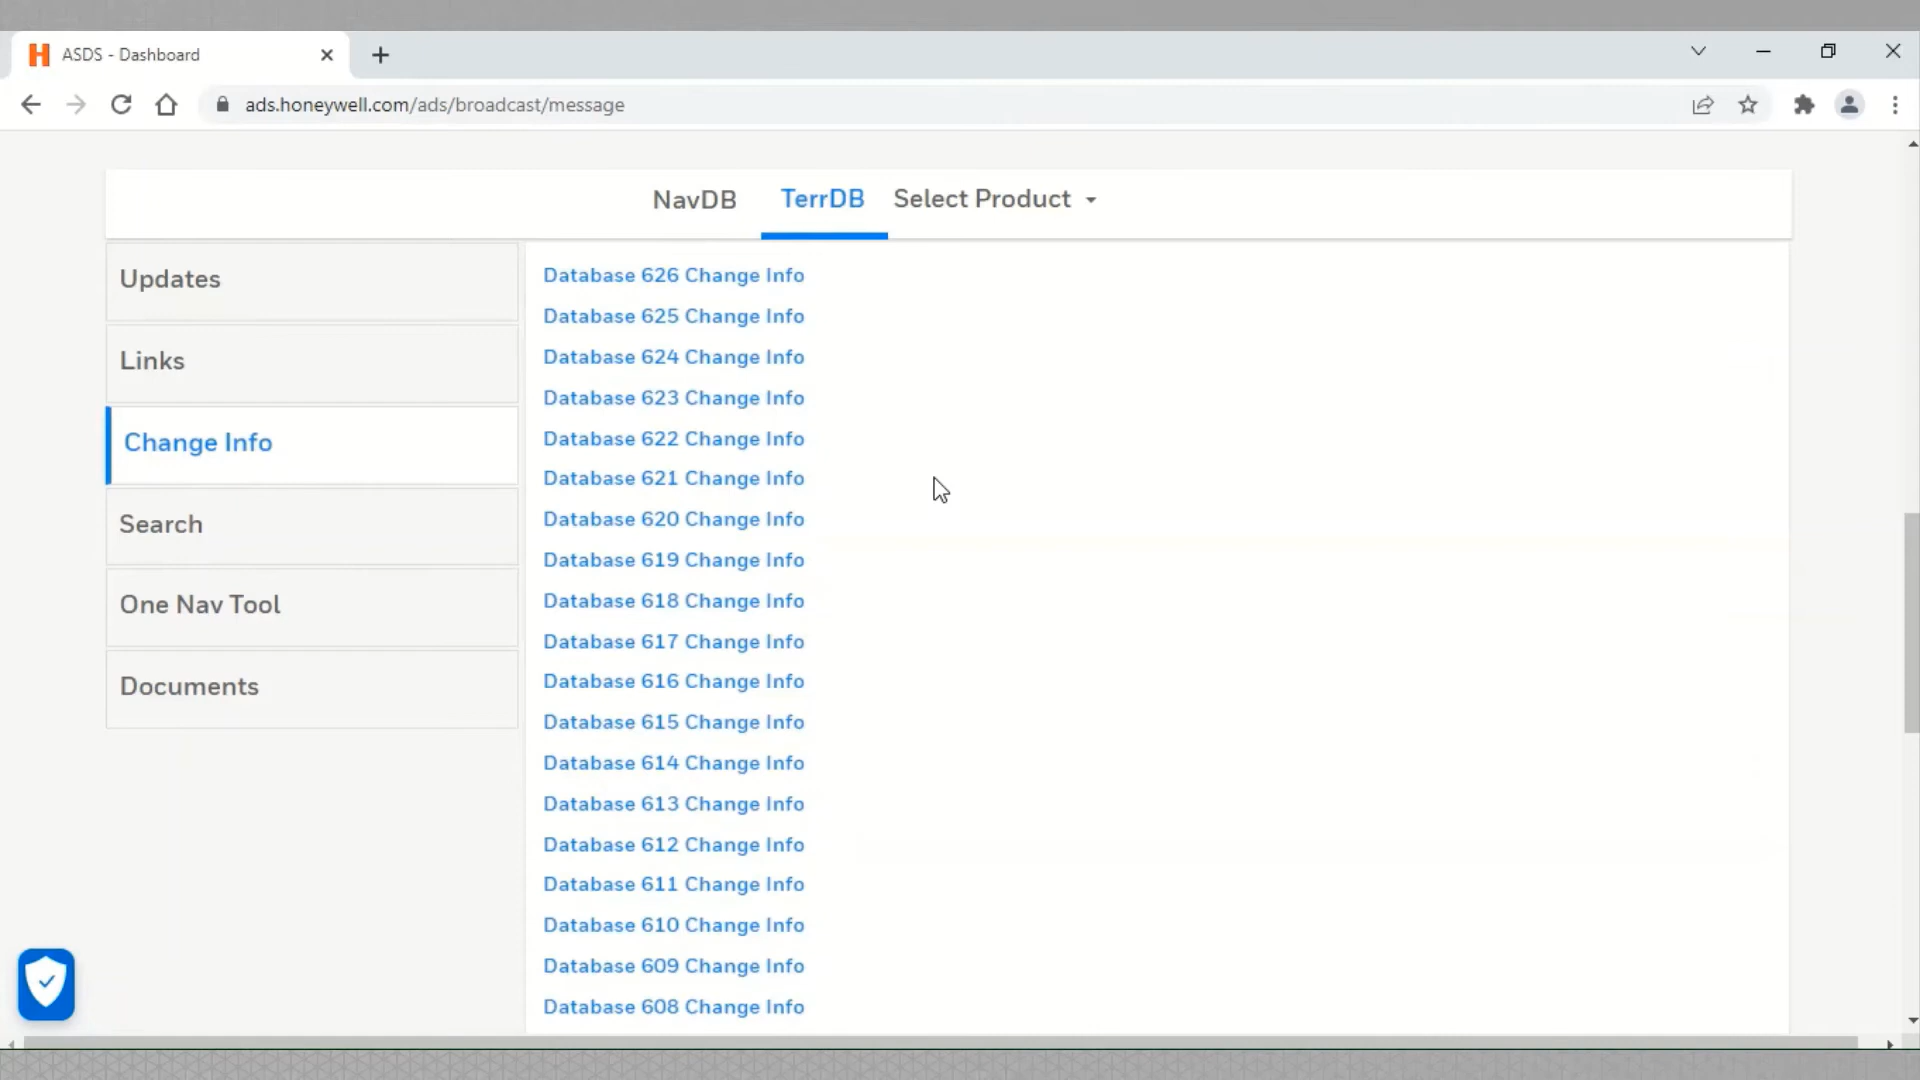 ASDS - Dashboard
ads.honeywell.com/ads/broadcast/message
NavDB TerrDB Select Product
Updates
Links
Change Info
Search
One Nav Tool
Documents
Database 626 Change Info
Database 625 Change Info
Database 624 Change Info
Database 623 Change Info
Database 622 Change Info
Database 621 Change Info
Database 620 Change Info
Database 619 Change Info
Database 618 Change Info
Database 617 Change Info
Database 616 Change Info
Database 615 Change Info
Database 614 Change Info
Database 613 Change Info
Database 612 Change Info
Database 611 Change Info
Database 610 Change Info
Database 609 Change Info
Database 608 Change Info